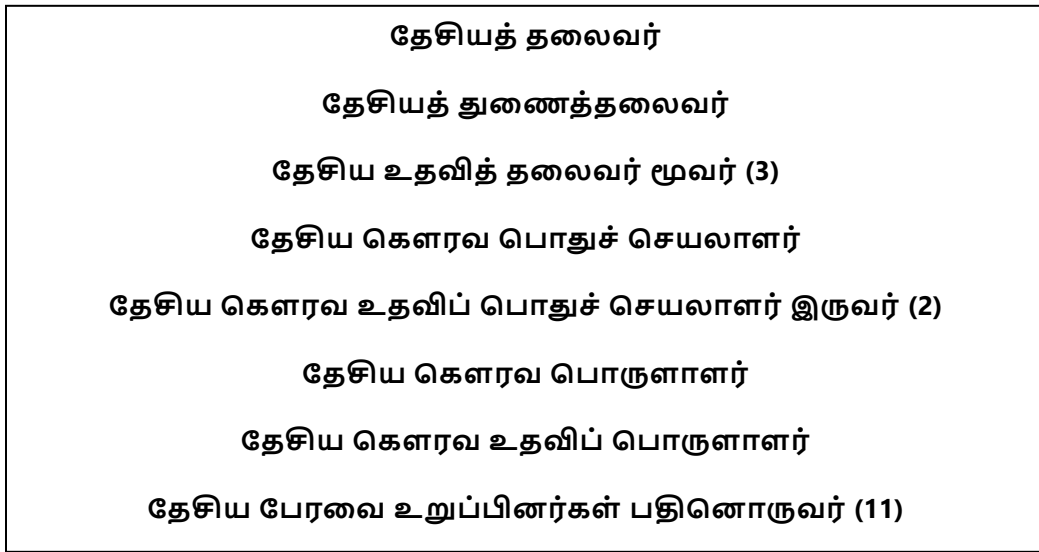 தேசியத் தலைவர்
தேசியத் துணைத்தலைவர்
தேசிய உதவித் தலைவர் மூவர் (3)
தேசிய கௌரவ பொதுச் செயலாளர்
தேசிய கௌரவ உதவிப் பொதுச் செயலாளர் இருவர் (2)
தேசிய கௌரவ பொருளாளர்
தேசிய கௌரவ உதவிப் பொருளாளர்
தேசிய பேரவை உறுப்பினர்கள் பதினொருவர் (11)